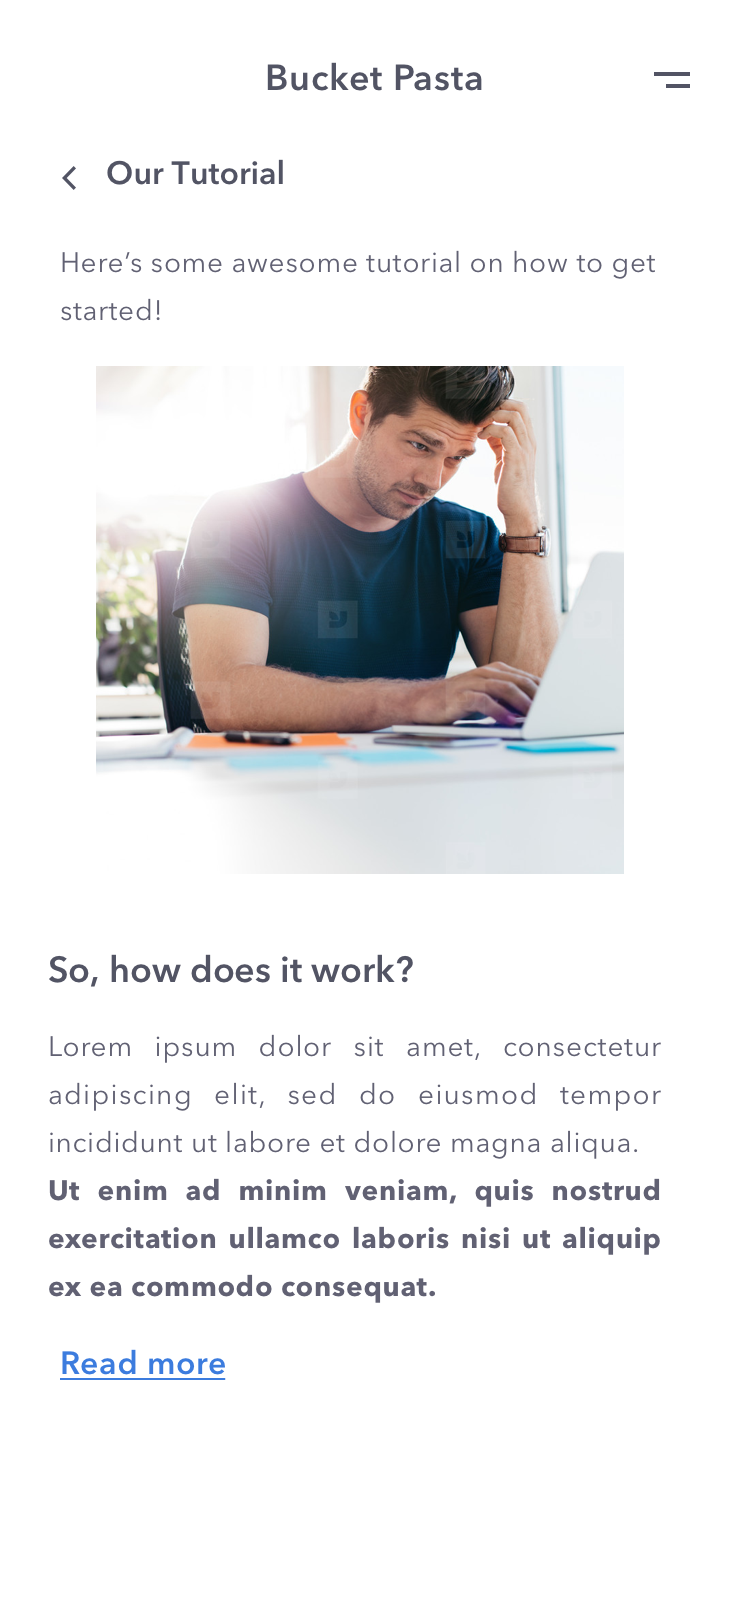 Bucket Pasta
Our Tutorial
Here’s some awesome tutorial on how to get
started!
So, how does it work?
Lorem ipsum dolor sit amet, consectetur
adipiscing elit, sed do eiusmod tempor
incididunt ut labore et dolore magna aliqua.
Ut enim ad minim veniam, quis nostrud
exercitation ullamco laboris nisi ut aliquip
ex ea commodo consequat.
Read more